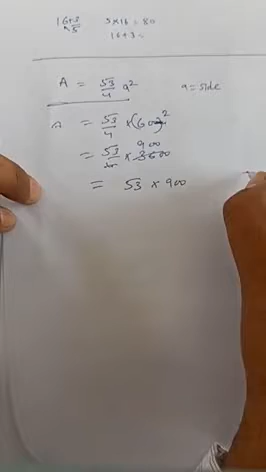 16+3/5 5×16 = 80
16+3 =
A = √3/4 a² a = side
= √3/4 × (60)²
900
= √3/4 × 3600
= √3 × 900